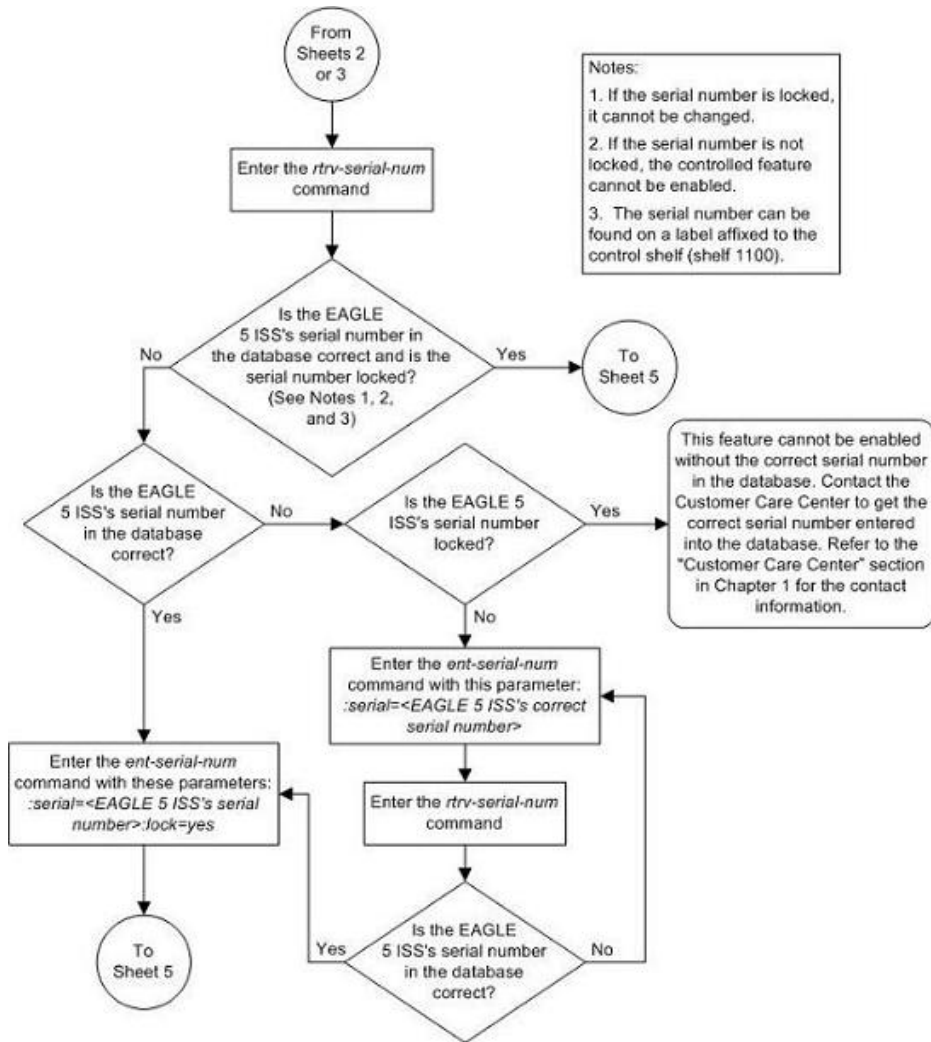 From
Sheets 2
or 3
Notes:
1. If the serial number is locked,
it cannot be changed.
2. If the serial number is not
locked, the controlled feature
cannot be enabled.
3. The serial number can be
found on a label affixed to the
control shelf (shelf 1100).
Enter the rtrv-serial-num
command
Is the EAGLE
5 ISS's serial number in
the database correct and is the
serial number locked?
(See Notes 1, 2,
and 3)
No
Yes
To
Sheet 5
Is the EAGLE
5 ISS's serial number
in the database
correct?
No
Yes
Is the EAGLE 5
ISS's serial number
locked?
Yes
No
This feature cannot be enabled
without the correct serial number
in the database. Contact the
Customer Care Center to get the
correct serial number entered
into the database. Refer to the
"Customer Care Center" section
in Chapter 1 for the contact
information.
Enter the ent-serial-num
command with this parameter:
:serial=<EAGLE 5 ISS's correct
serial number>
Enter the ent-serial-num
command with these parameters:
:serial=<EAGLE 5 ISS's serial
number>:lock=yes
Enter the rtrv-serial-num
command
Is the EAGLE
5 ISS's serial number
in the database
correct?
Yes
No
To
Sheet 5